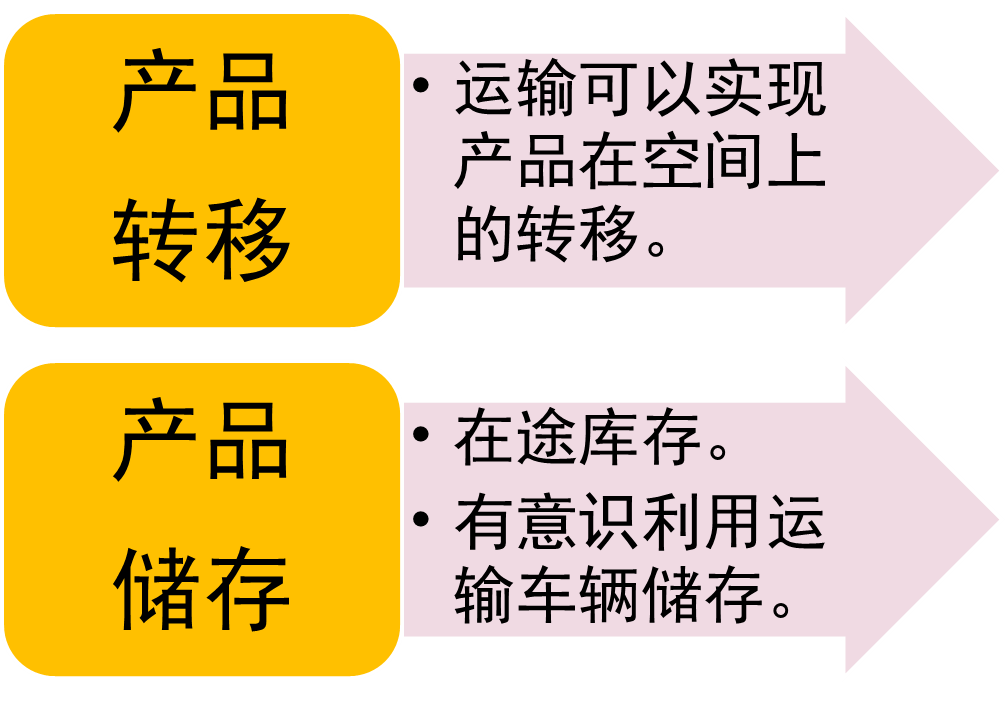 产品
转移
•运输可以实现
产品在空间上
的转移。
产品
储存
•在途库存。
•有意识利用运
输车辆储存。